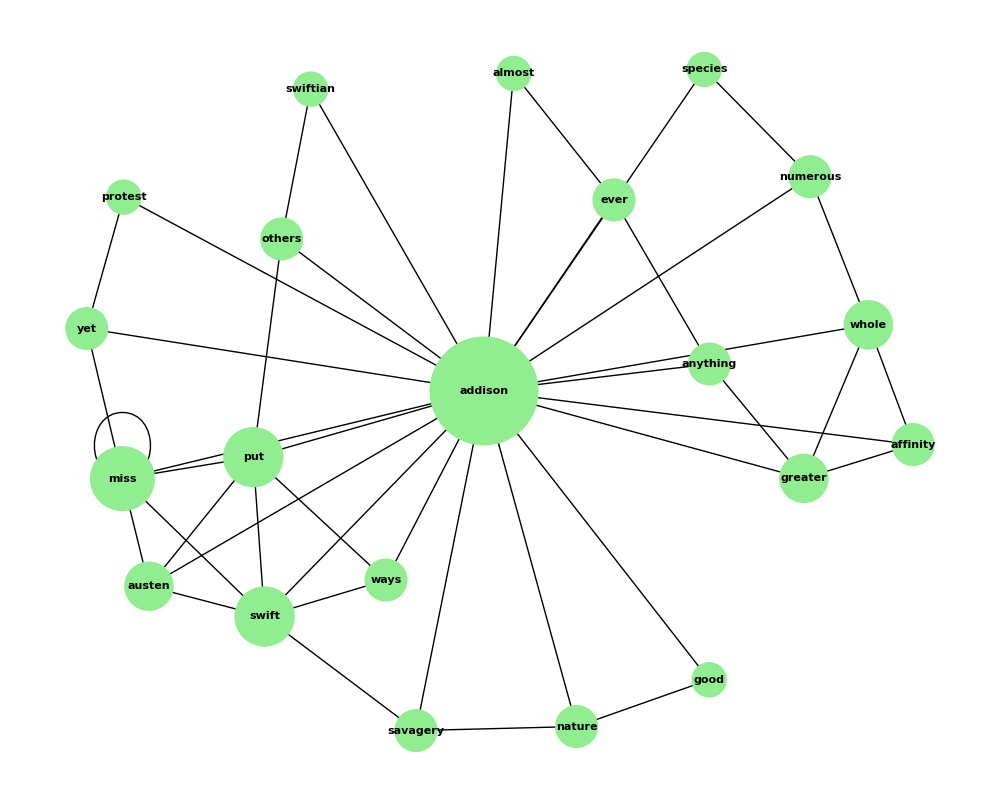 species
almost
swiftian
numerous
protest
ever
others
whole
yet
anything
addison
affinity
put
miss
greater
ways
austen
swift
good
nature
savagery